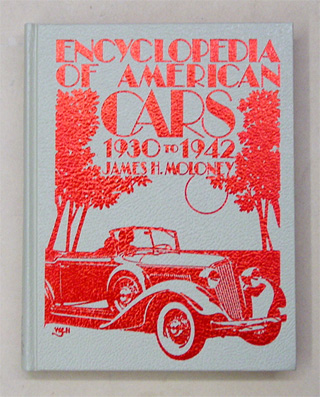 ENCYCLOPEDIA
OF AMERICAN
CARS
1930 TO 1942
JAMES H. MOLONEY